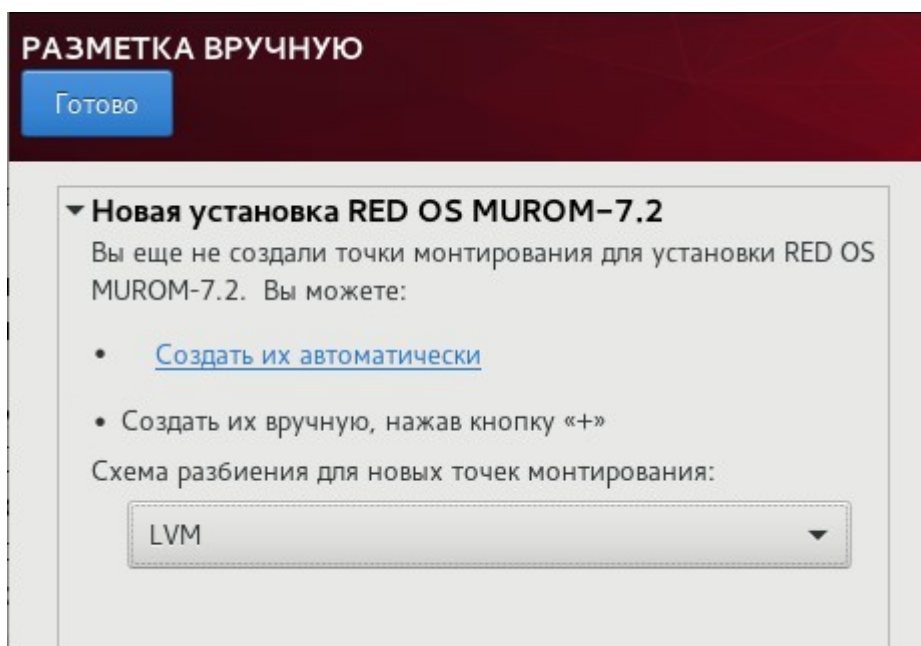 РАЗМЕТКА ВРУЧНУЮ
Готово
Новая установка RED OS MUROM-7.2
Вы еще не создали точки монтирования для установки RED OS
MUROM-7.2. Вы можете:
• Создать их автоматически
• Создать их вручную, нажав кнопку «+»
Схема разбиения для новых точек монтирования:
LVM